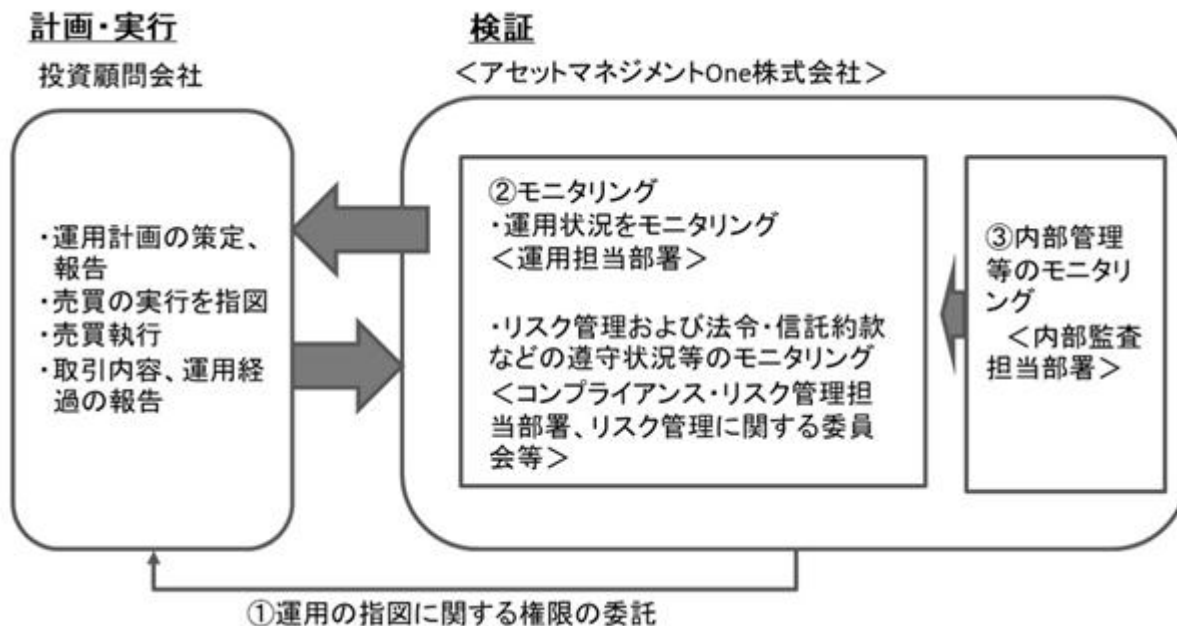 計画・実行
投資顧問会社
・運用計画の策定、
報告
・売買の実行を指図
・売買執行
・取引内容、運用経
過の報告
検証
＜アセットマネジメントOne株式会社＞
②モニタリング
・運用状況をモニタリング
＜運用担当部署＞
・リスク管理および法令・信託約款
などの遵守状況等のモニタリング
＜コンプライアンス・リスク管理担
当部署、リスク管理に関する委員
会等＞
③内部管理
等のモニタリ
ング
＜内部監査
担当部署＞
①運用の指図に関する権限の委託